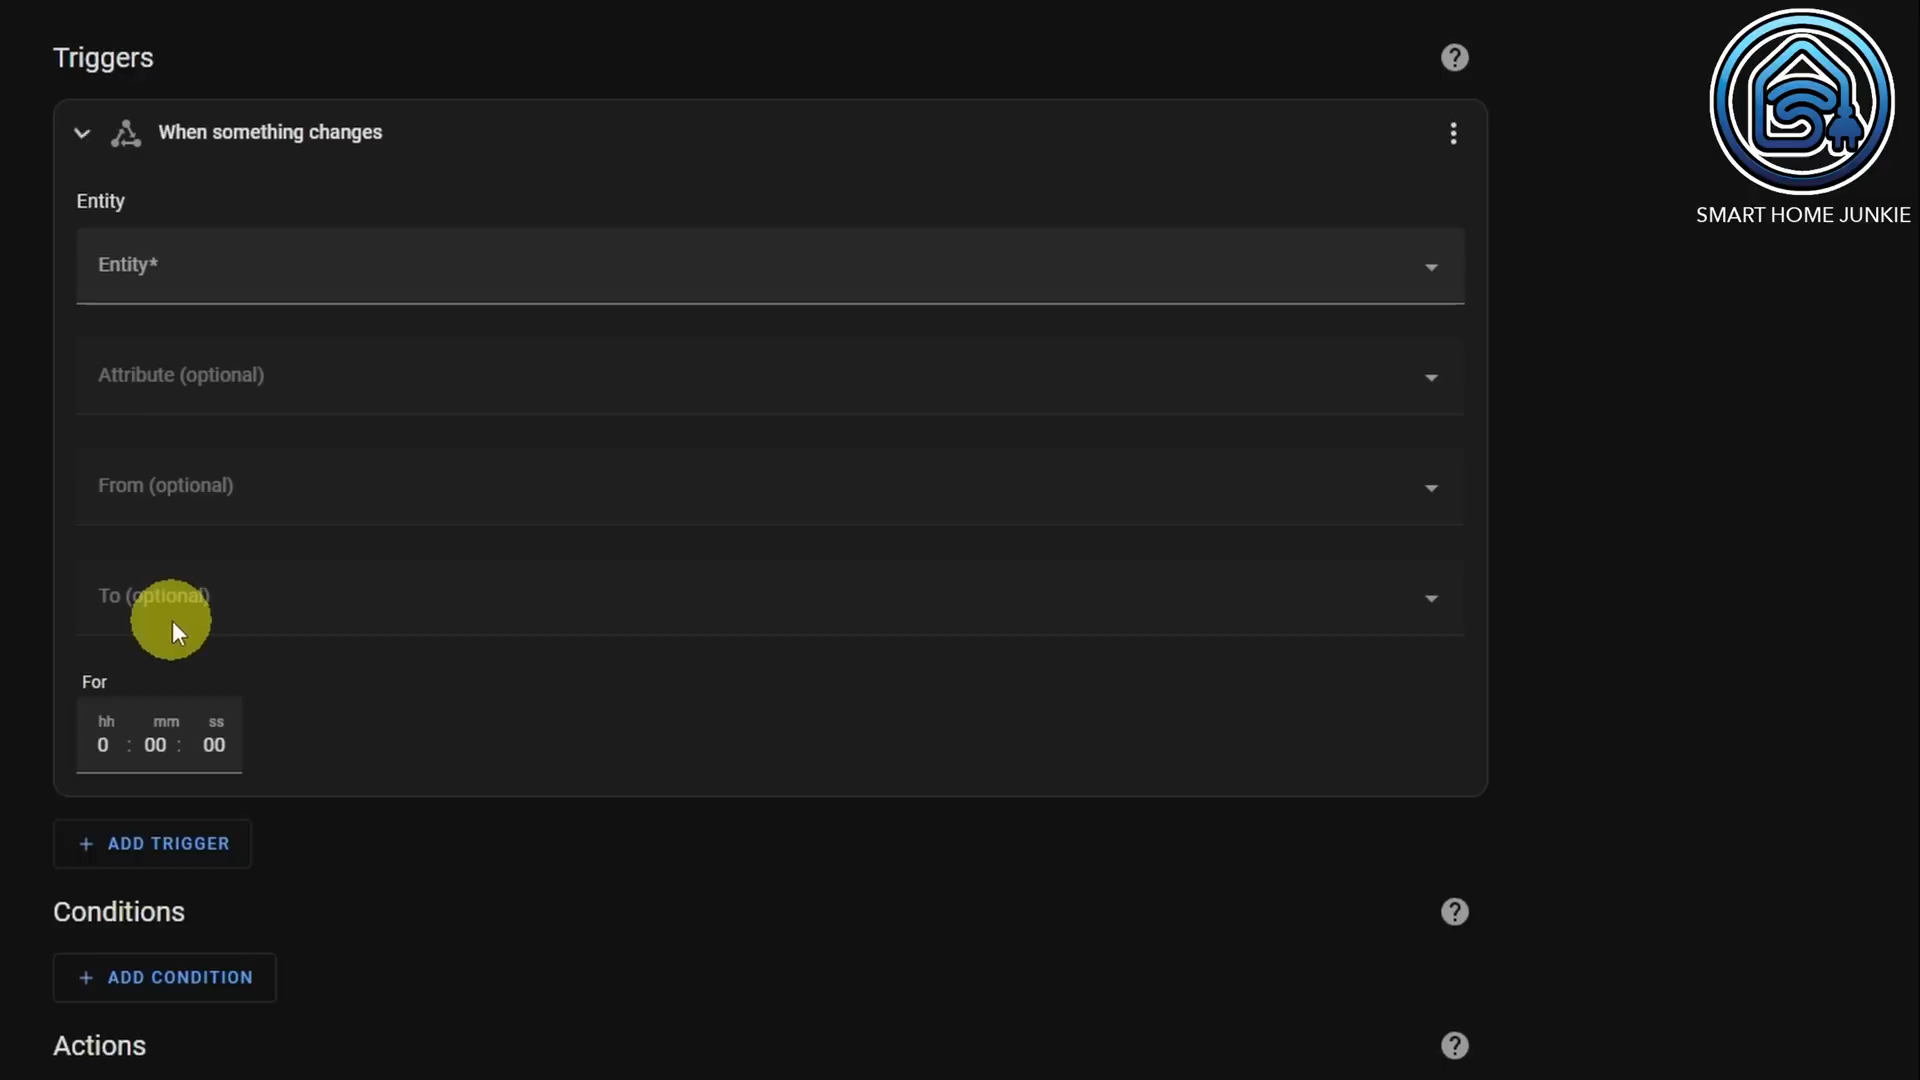 Triggers
When something changes
Entity
Entity*
Attribute (optional)
From (optional)
To (optional)
For
hh mm ss
0 : 00 : 00
+ ADD TRIGGER
Conditions
+ ADD CONDITION
Actions
SMART HOME JUNKIE